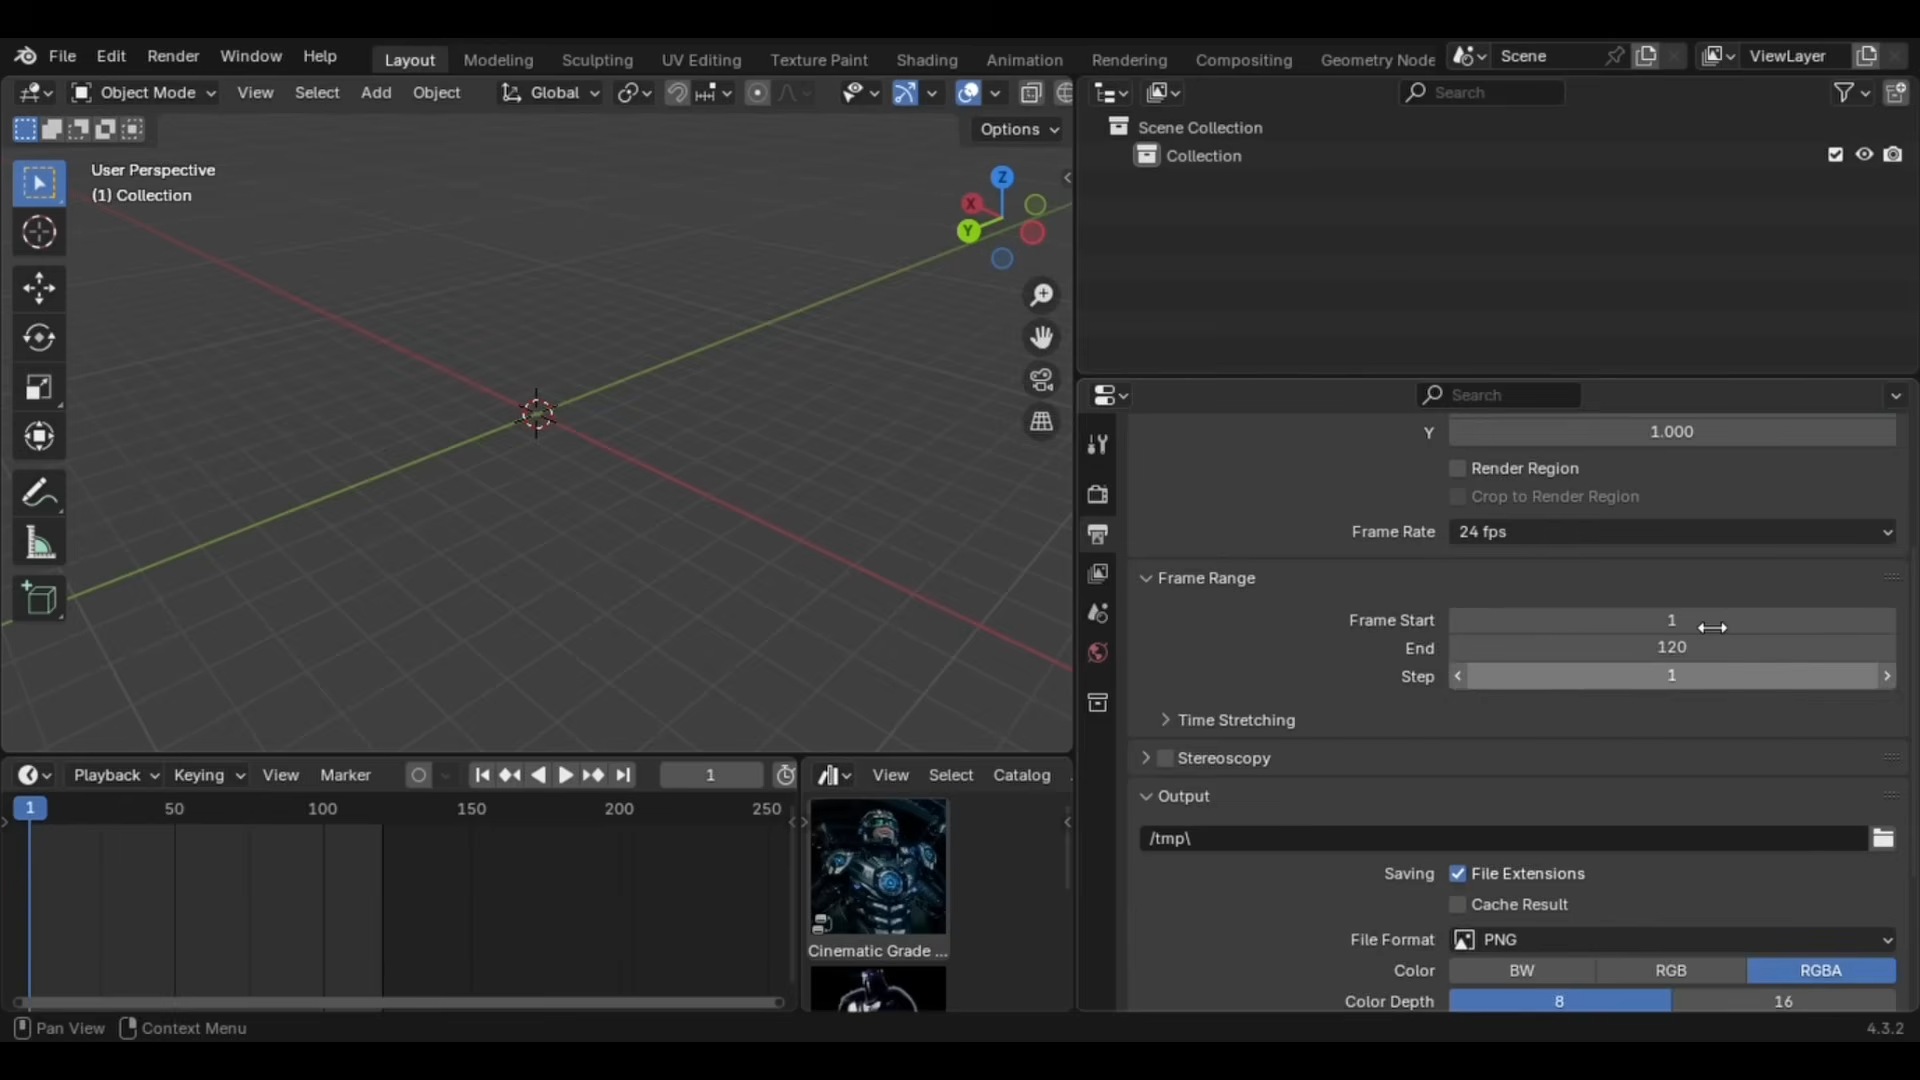 File Edit Render Window Help Layout Modeling Sculpting UV Editing Texture Paint Shading Animation Rendering Compositing Geometry Node Scene ViewLayer
Object Mode View Select Add Object Global Search
Options
Scene Collection
Collection
User Perspective
(1) Collection
Z
X
Y
Search
Y 1.000
Render Region
Crop to Render Region
Frame Rate 24 fps
Frame Range
Frame Start 1
End 120
Step 1
Time Stretching
Stereoscopy
Output
/tmp\
Saving File Extensions
Cache Result
File Format PNG
Color BW RGB RGBA
Color Depth 8 16
Playback Keying View Marker 1
1 50 100 150 200 250
View Select Catalog
Cinematic Grade ...
Pan View Context Menu 4.3.2